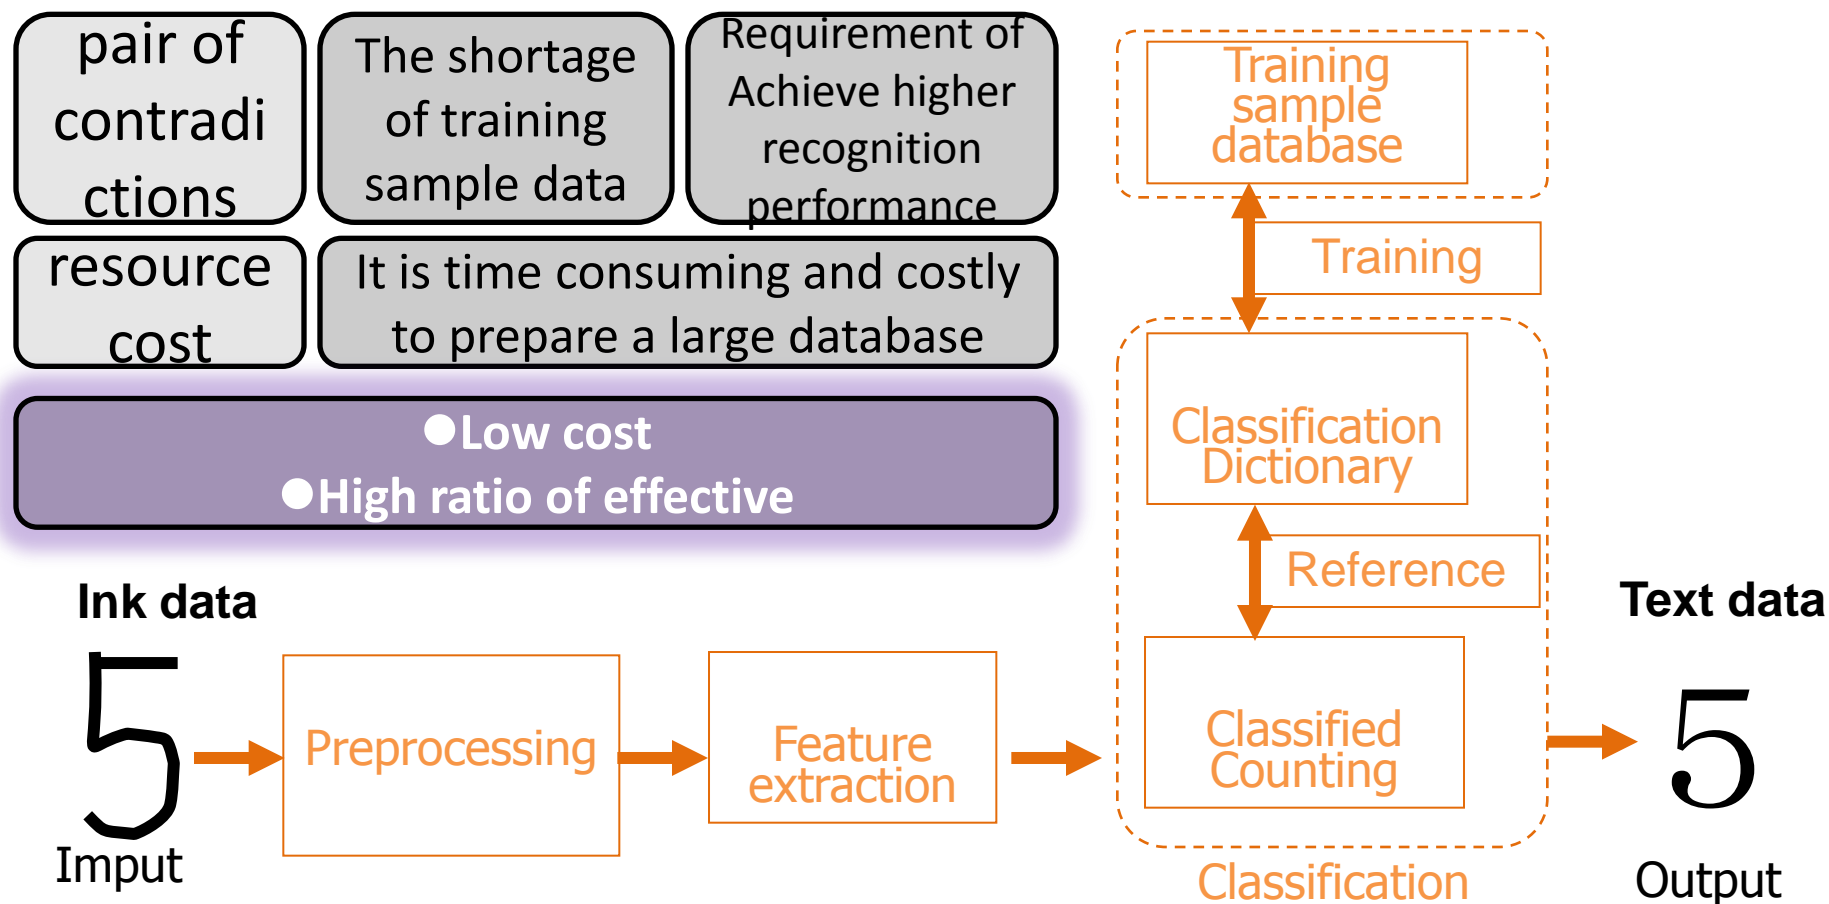 pair of
contradi
ctions
The shortage
of training
sample data
Requirement of
Achieve higher
recognition
performance
resource
cost
It is time consuming and costly
to prepare a large database
●Low cost
●High ratio of effective
Training
sample
database
Training
Classification
Dictionary
Reference
Ink data
5
Imput
Preprocessing
Feature
extraction
Classified
Counting
Classification
Text data
5
Output